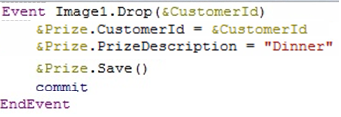 Event Image1.Drop(&CustomerId)
&Prize.CustomerId = &CustomerId
&Prize.PrizeDescription = "Dinner"
&Prize.Save()
commit
EndEvent